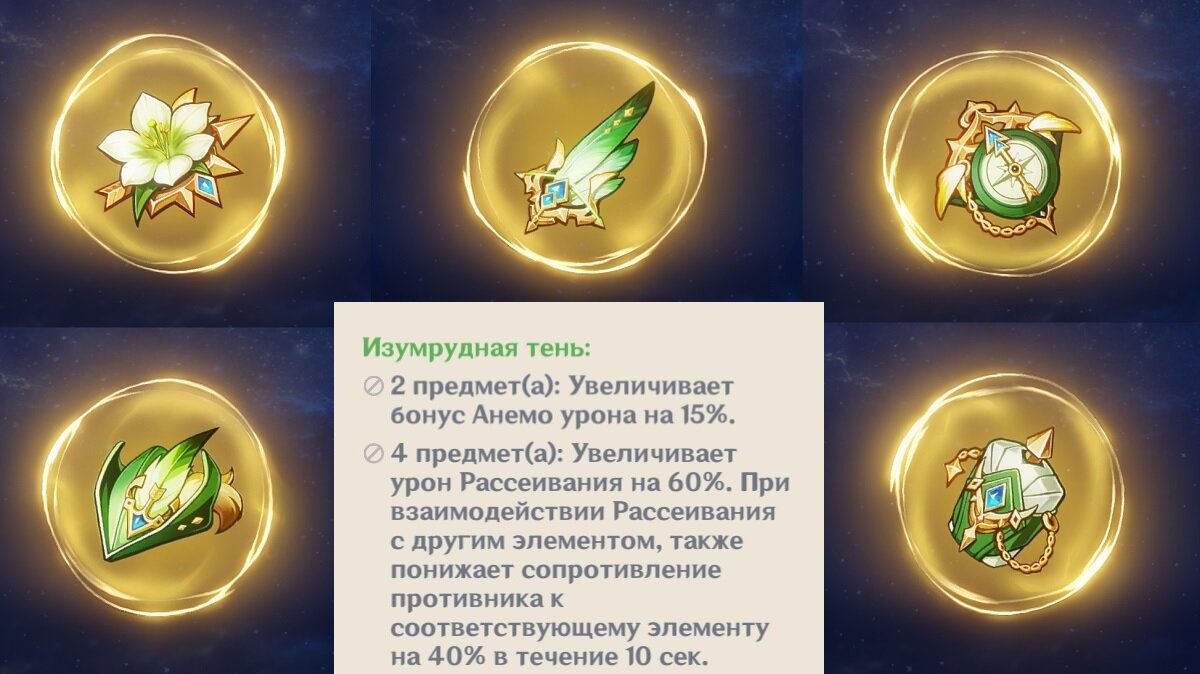 Изумрудная тень:
2 предмет(а): Увеличивает
бонус Анемо урона на 15%.
4 предмет(а): Увеличивает
урон Рассеивания на 60%. При
взаимодействии Рассеивания
с другим элементом, также
понижает сопротивление
противника к
соответствующему элементу
на 40% в течение 10 сек.